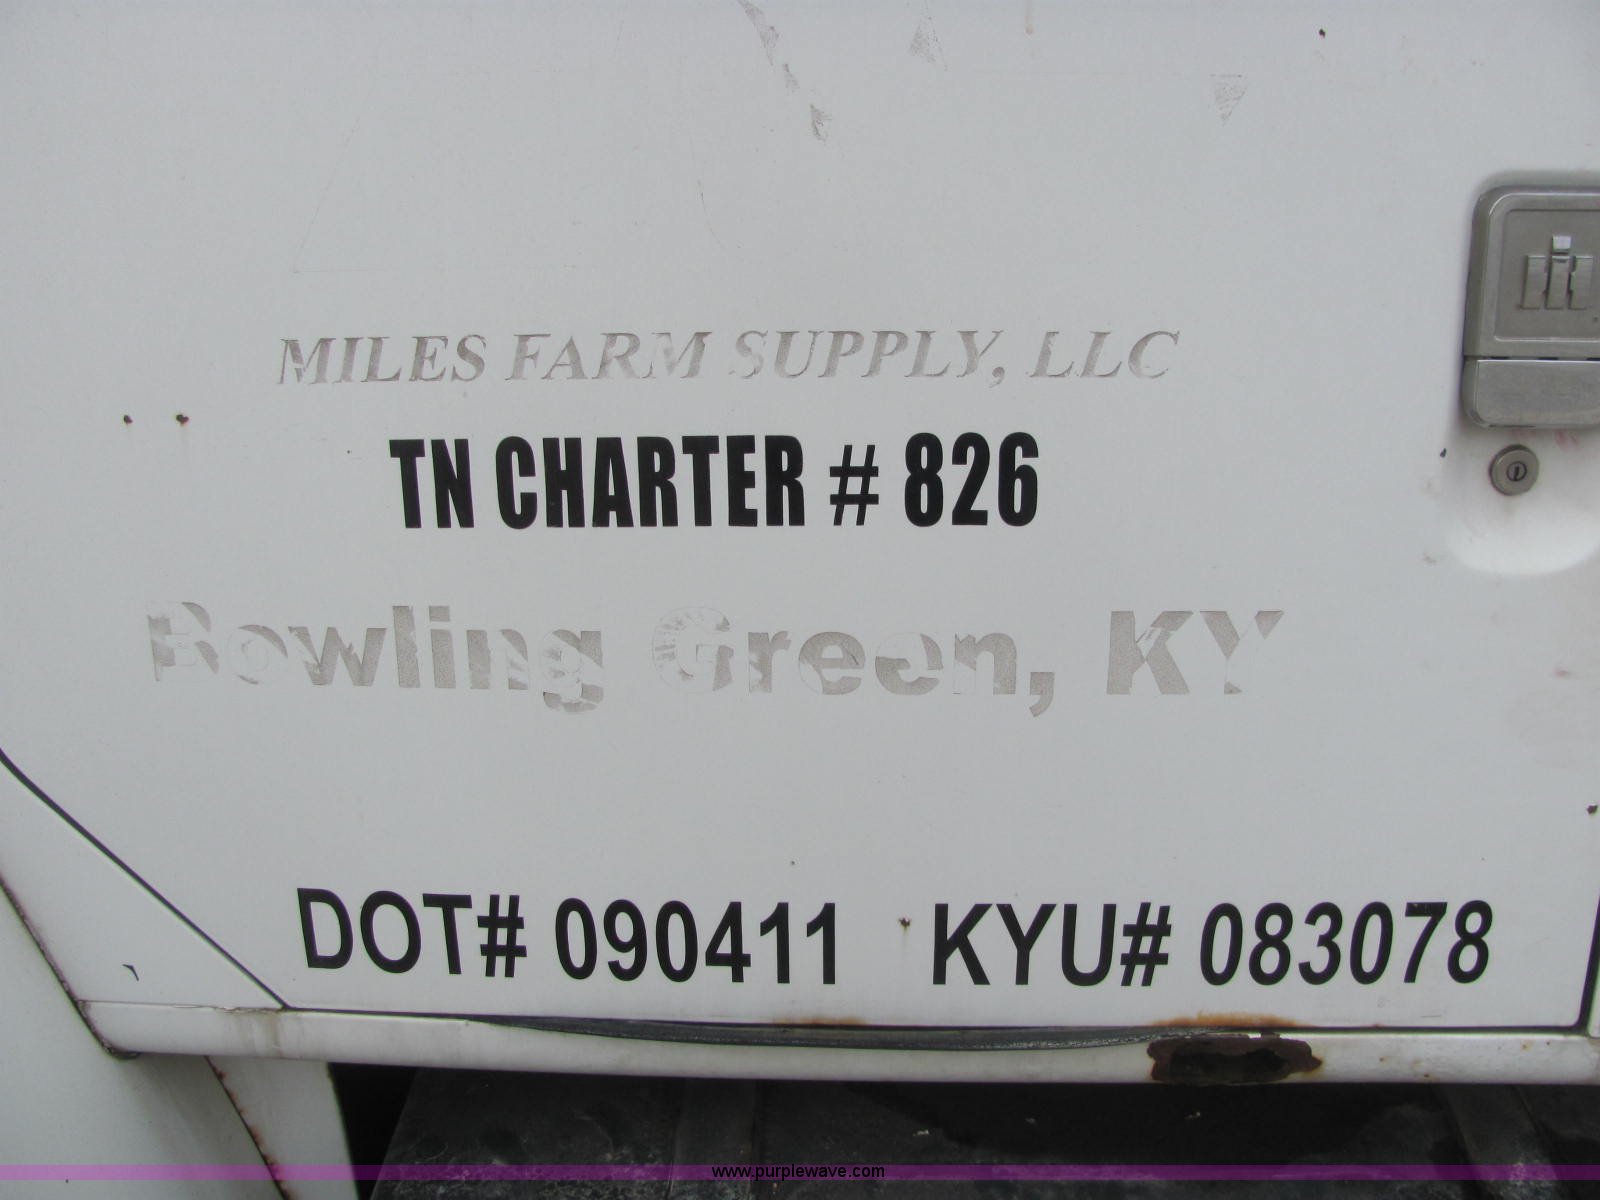 MILES FARM SUPPLY, LLC
TN CHARTER # 826
Bowling Green, KY
DOT# 090411 KYU# 083078
www.purplewave.com